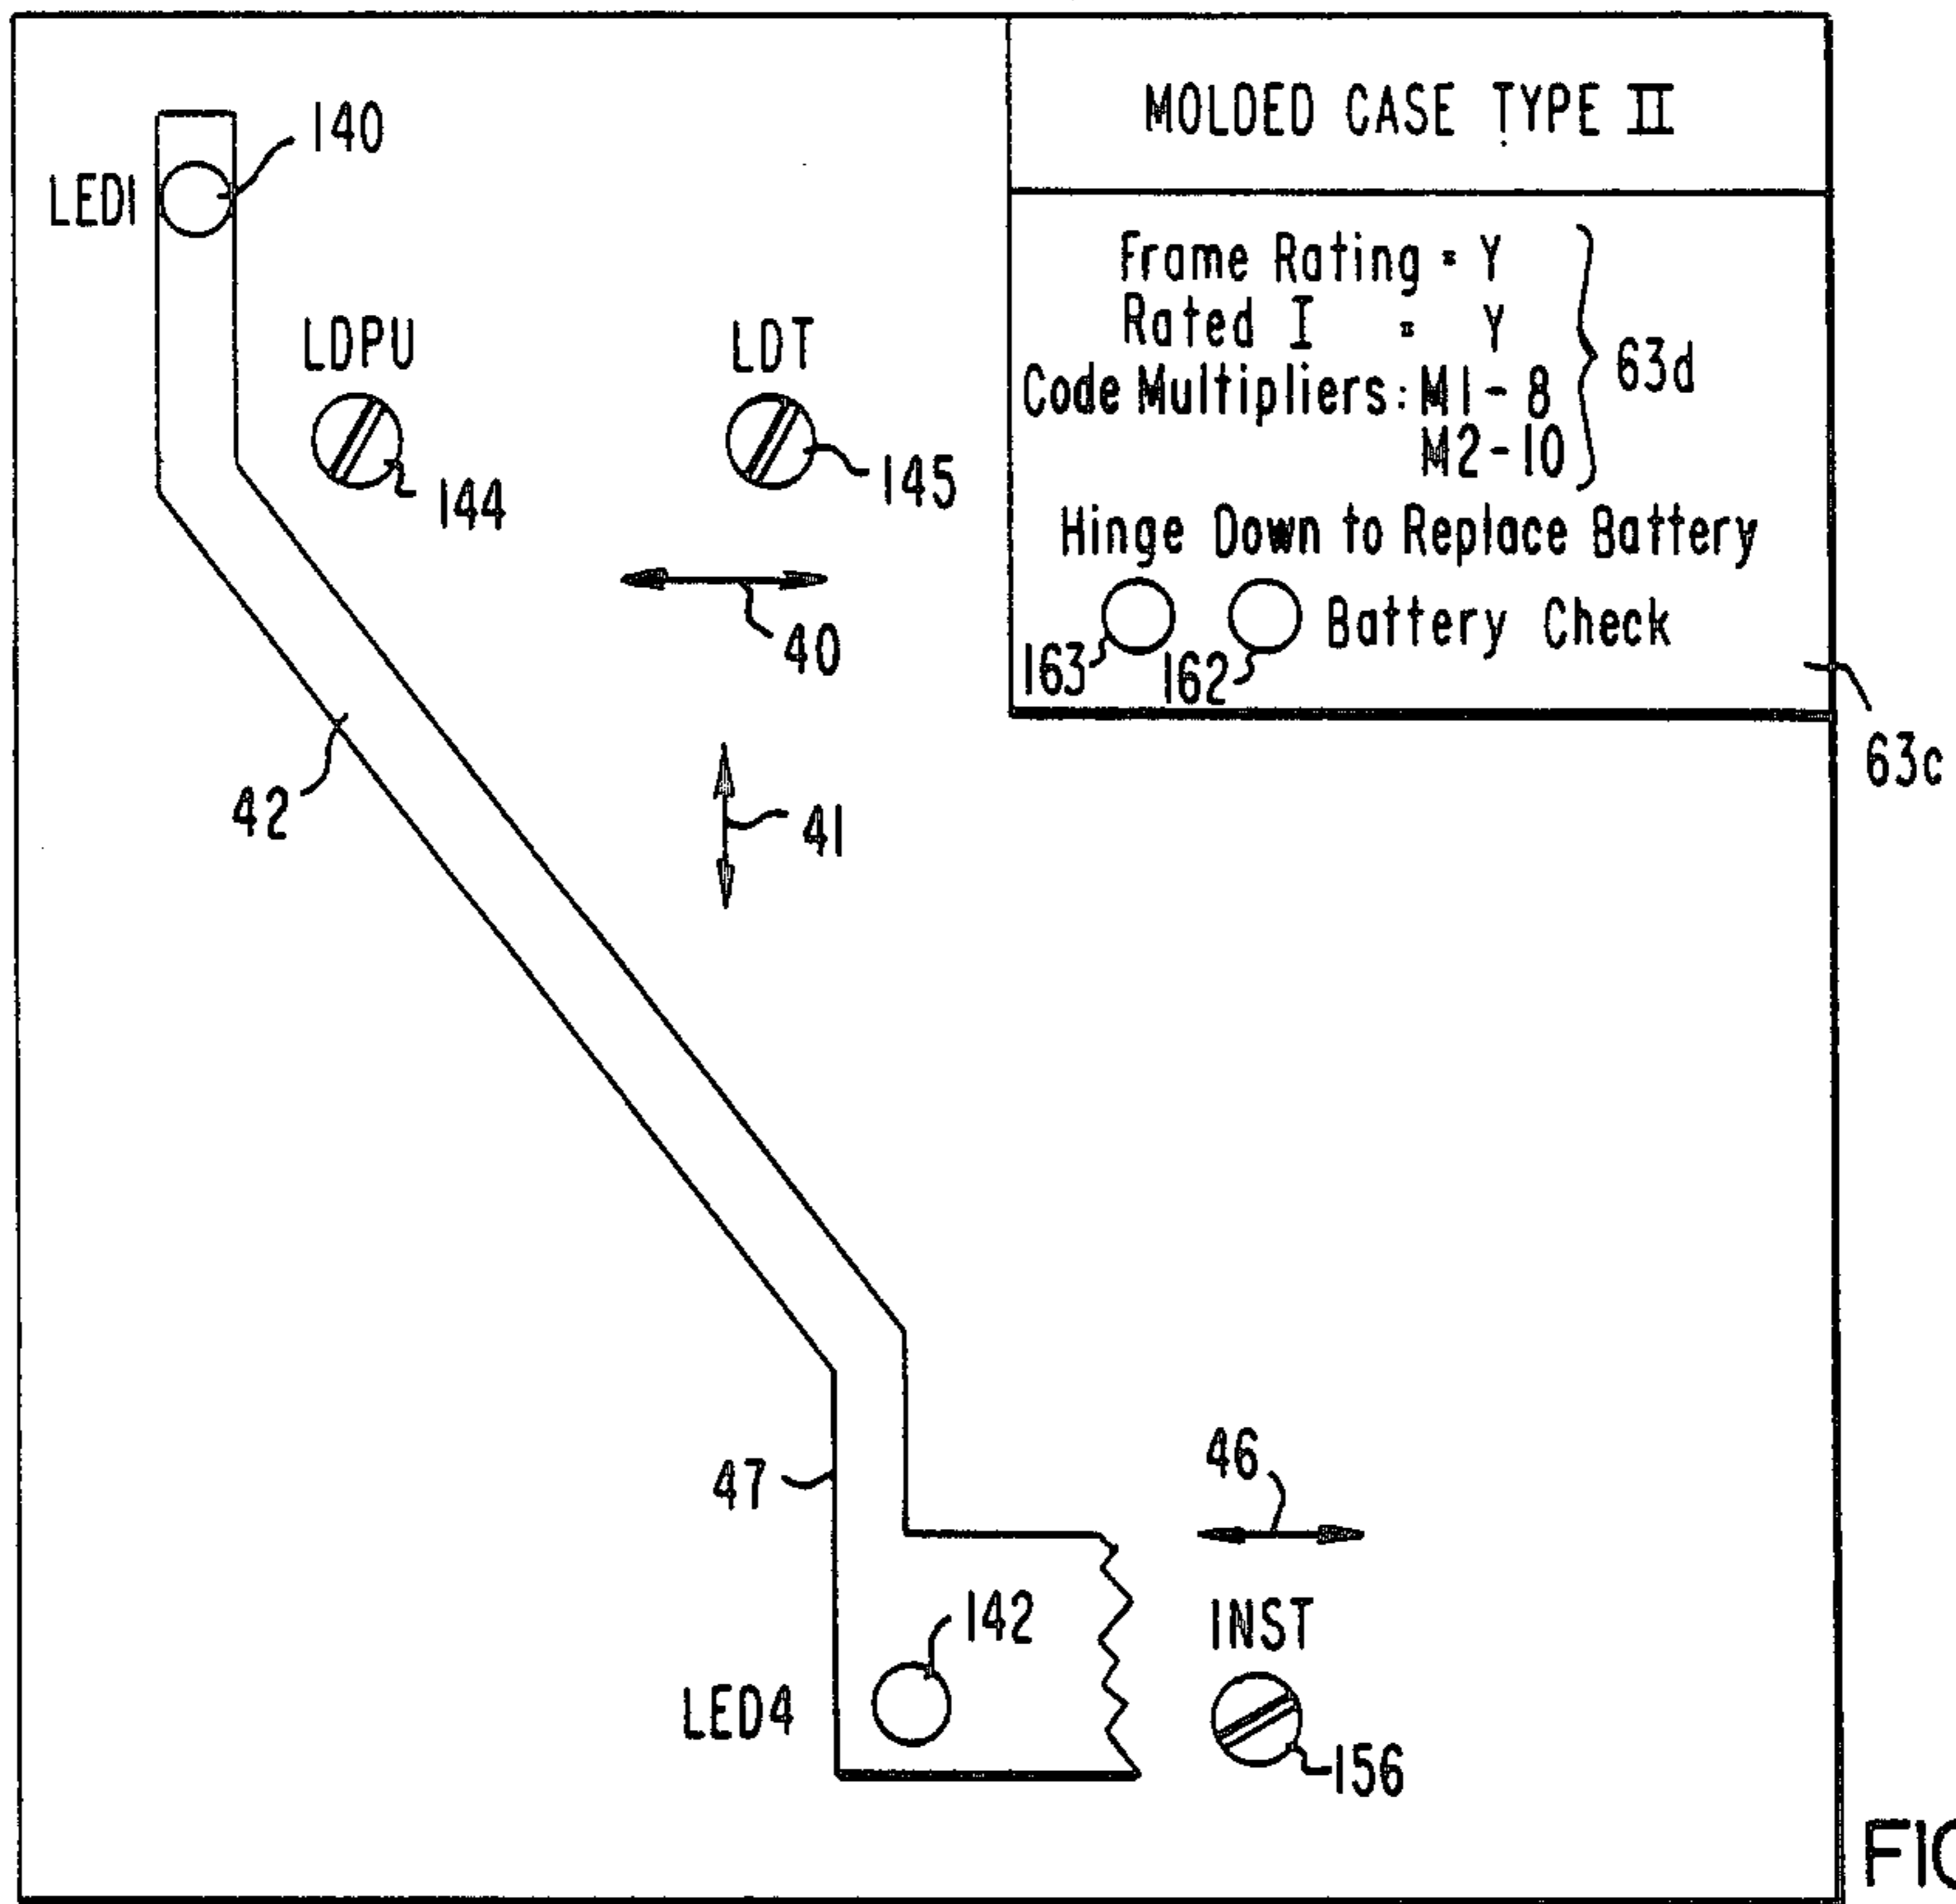 MOLDED CASE TYPE II
140
LED1
Frame Rating = Y
Rated I = Y
Code Multipliers: M1-8
M2-10
63d
LDPU
LDT
144
145
Hinge Down to Replace Battery
40
163
162
Battery Check
63c
42
41
47
46
142
INST
LED4
156